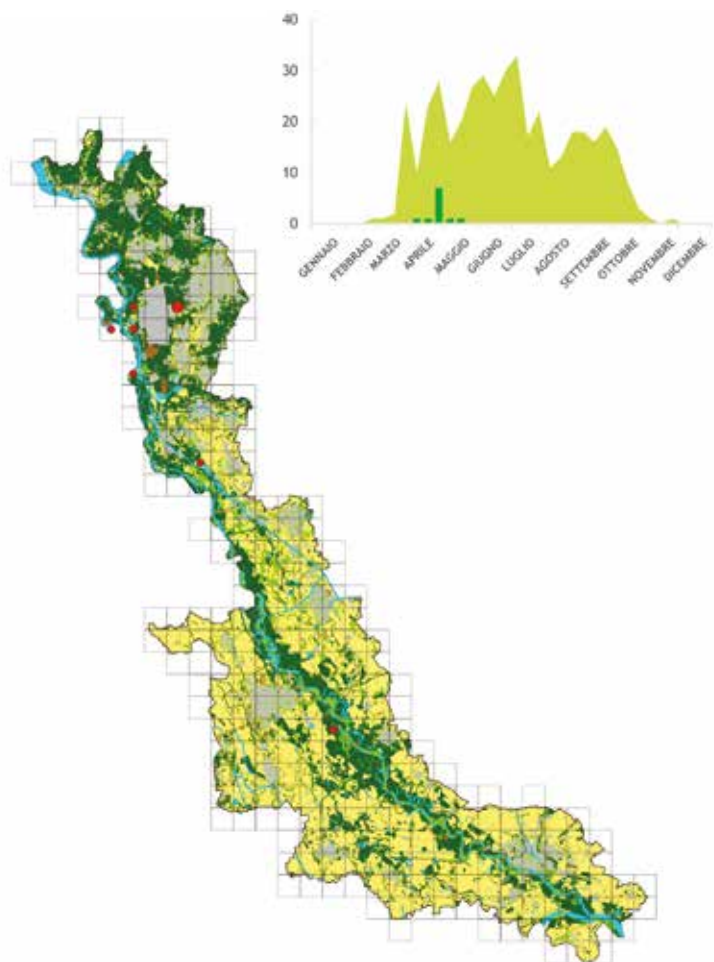 40
30
20
10
0
GENNAIO
FEBBRAIO
MARZO
APRILE
MAGGIO
GIUGNO
LUGLIO
AGOSTO
SETTEMBRE
OTTOBRE
NOVEMBRE
DICEMBRE